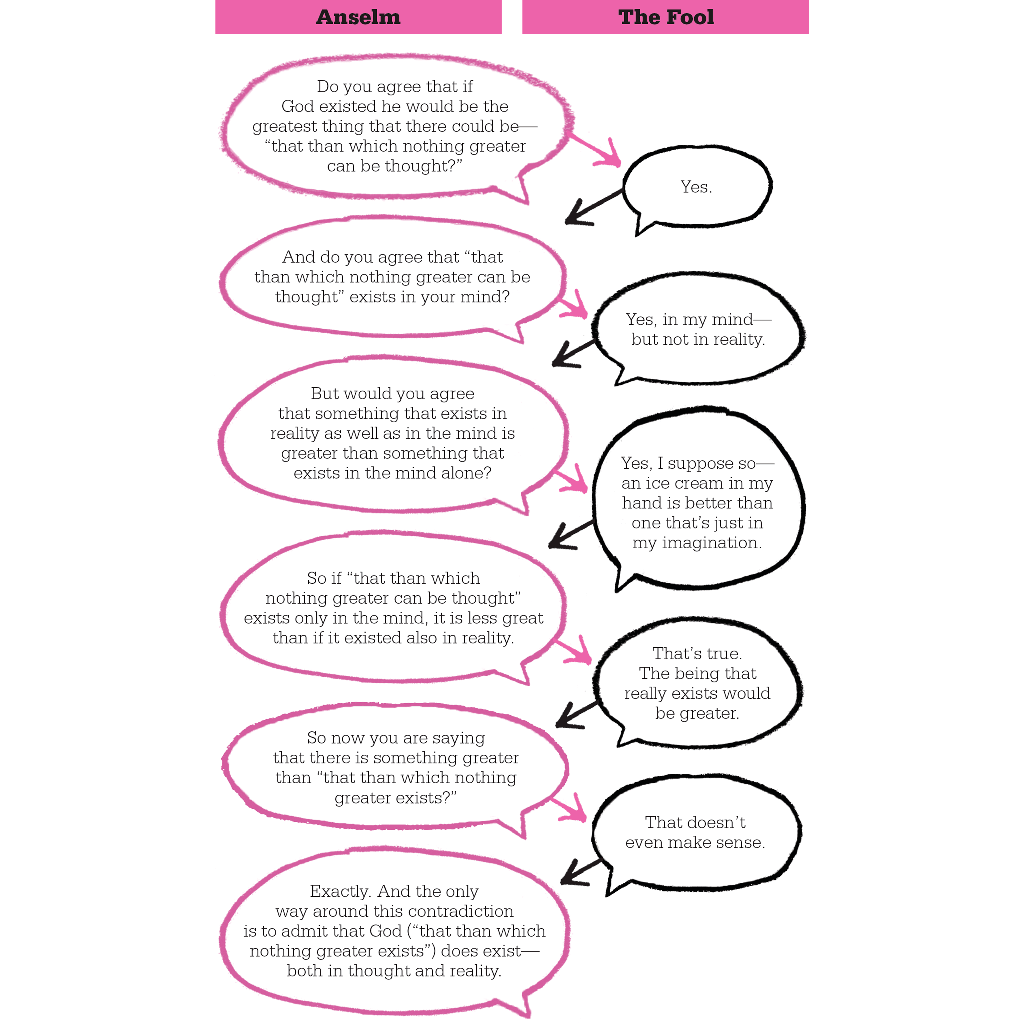 Anselm
The Fool
Do you agree that if
God existed he would be the
greatest thing that there could be—
“that than which nothing greater
can be thought?”
Yes.
And do you agree that “that
than which nothing greater can be
thought” exists in your mind?
Yes, in my mind—
but not in reality.
But would you agree
that something that exists in
reality as well as in the mind is
greater than something that
exists in the mind alone?
Yes, I suppose so—
an ice cream in my
hand is better than
one that’s just in
my imagination.
So if “that than which
nothing greater can be thought”
exists only in the mind, it is less great
than if it existed also in reality.
That’s true.
The being that
really exists would
be greater.
So now you are saying
that there is something greater
than “that than which nothing
greater exists?”
That doesn’t
even make sense.
Exactly. And the only
way around this contradiction
is to admit that God (“that than which
nothing greater exists”) does exist—
both in thought and reality.